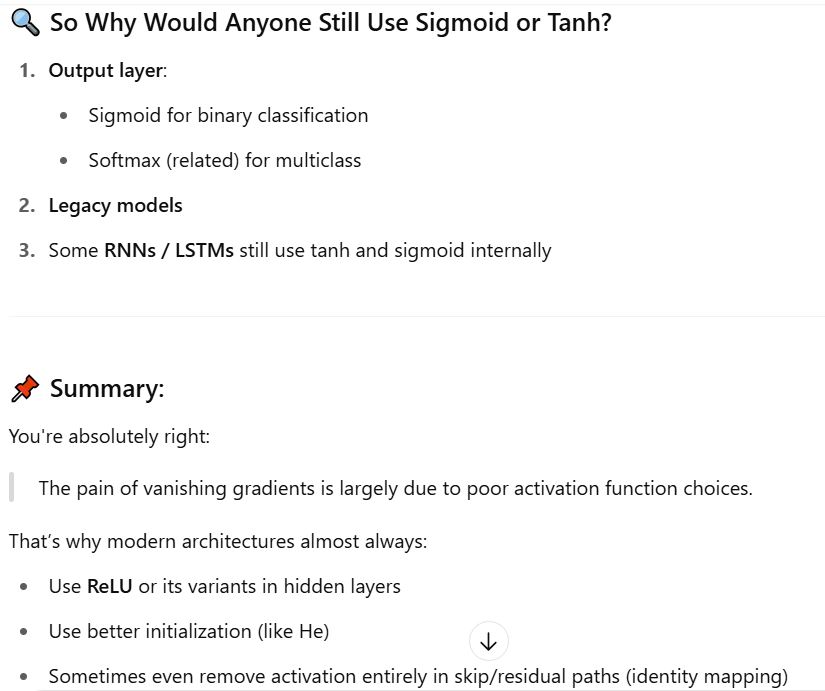 So Why Would Anyone Still Use Sigmoid or Tanh?
1. Output layer:
• Sigmoid for binary classification
• Softmax (related) for multiclass
2. Legacy models
3. Some RNNs / LSTMs still use tanh and sigmoid internally
Summary:
You're absolutely right:
The pain of vanishing gradients is largely due to poor activation function choices.
That’s why modern architectures almost always:
• Use ReLU or its variants in hidden layers
• Use better initialization (like He)
• Sometimes even remove activation entirely in skip/residual paths (identity mapping)